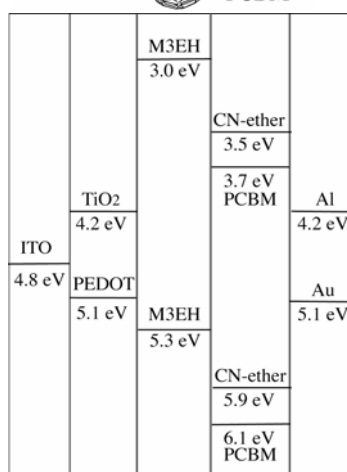 M3EH
3.0 eV
CN-ether
3.5 eV
3.7 eV
PCBM
TiO2
4.2 eV
Al
4.2 eV
ITO
4.8 eV
PEDOT
5.1 eV
Au
5.1 eV
M3EH
5.3 eV
CN-ether
5.9 eV
6.1 eV
PCBM